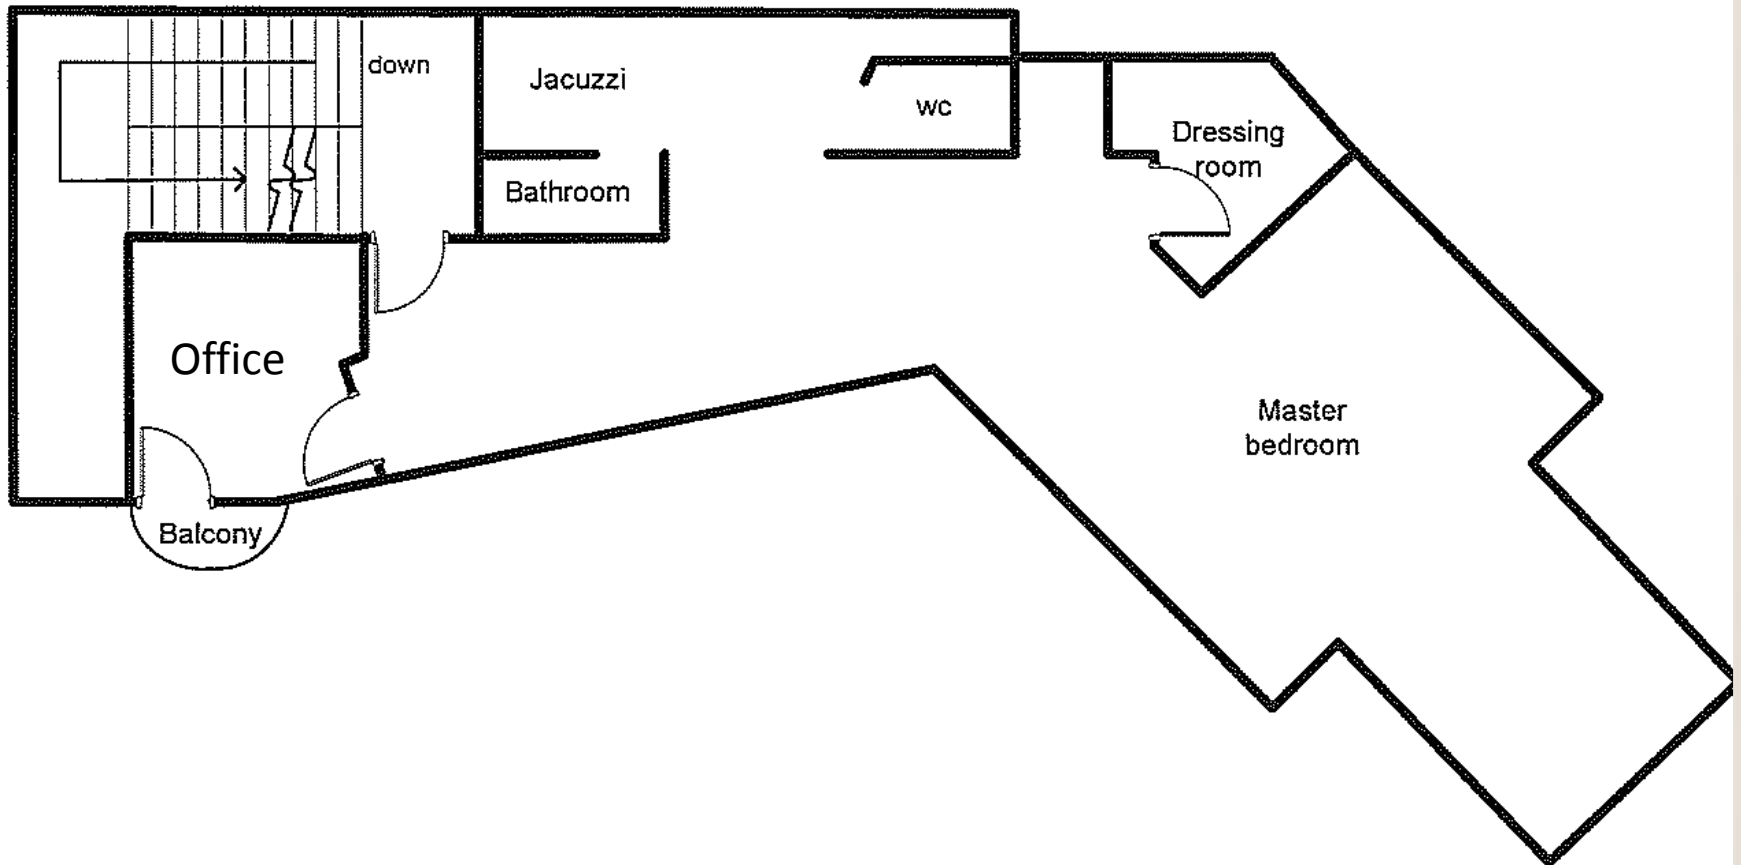 down
Jacuzzi
wc
Dressing
room
Bathroom
Office
Master
bedroom
Balcony